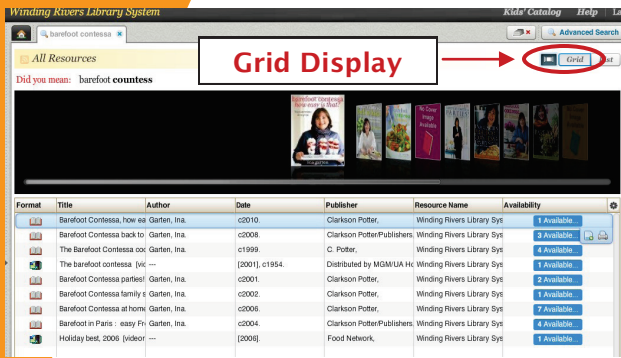 Winding Rivers Library System
Kids' Catalog Help
barefoot contessa
Advanced Search
All Resources
Grid Display
Grid
Did you mean: barefoot countess
barefoot contessa
how easy is that?
No Cover Image Available
Format Title Author Date Publisher Resource Name Availability
Barefoot Contessa, how ea Garten, Ina. c2010. Clarkson Potter, Winding Rivers Library Sys 1 Available...
Barefoot Contessa back to Garten, Ina. c2008. Clarkson Potter/Publishers, Winding Rivers Library Sys 3 Available...
The Barefoot Contessa coo Garten, Ina. c1999. C. Potter, Winding Rivers Library Sys 4 Available...
The barefoot contessa [vic --- [2001], c1954. Distributed by MGM/UA Ho Winding Rivers Library Sys 1 Available...
Barefoot Contessa parties! Garten, Ina. c2001. Clarkson Potter, Winding Rivers Library Sys 2 Available...
Barefoot Contessa family s Garten, Ina. c2002. Clarkson Potter, Winding Rivers Library Sys 1 Available...
Barefoot Contessa at home Garten, Ina. c2006. Clarkson Potter, Winding Rivers Library Sys 7 Available...
Barefoot in Paris : easy Fr Garten, Ina. c2004. Clarkson Potter/Publishers, Winding Rivers Library Sys 4 Available...
Holiday best, 2006 [videor --- [2006]. Food Network, Winding Rivers Library Sys 1 Available...